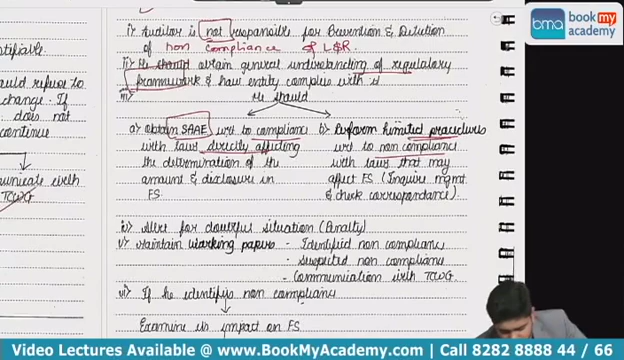 tifiable.
ould refuse to
change. If
does not
continue
municate with
TCWG
i) Auditor is not responsible for Prevention & Detection
of non compliance of L&R.
ii) He should obtain general understanding of regulatory
framework & how entity complies with it
iii) He should
a) obtain SAAE wrt to compliance
with laws directly affecting
the determination of the
amount & disclosure in
FS
b) Perform limited procedures
wrt to non compliance
with laws that may
affect FS (Inquire mgmt
& check correspondance).
iv) Alert for doubtful situation (Penalty)
v) Maintain working papers - Identified non compliance
- Suspected non compliance
- Communication with TCWG.
vi) If he identifies non compliance
Examine its impact on FS
bma
book my
academy
Video Lectures Available @ www.BookMyAcademy.com | Call 8282 8888 44 / 66